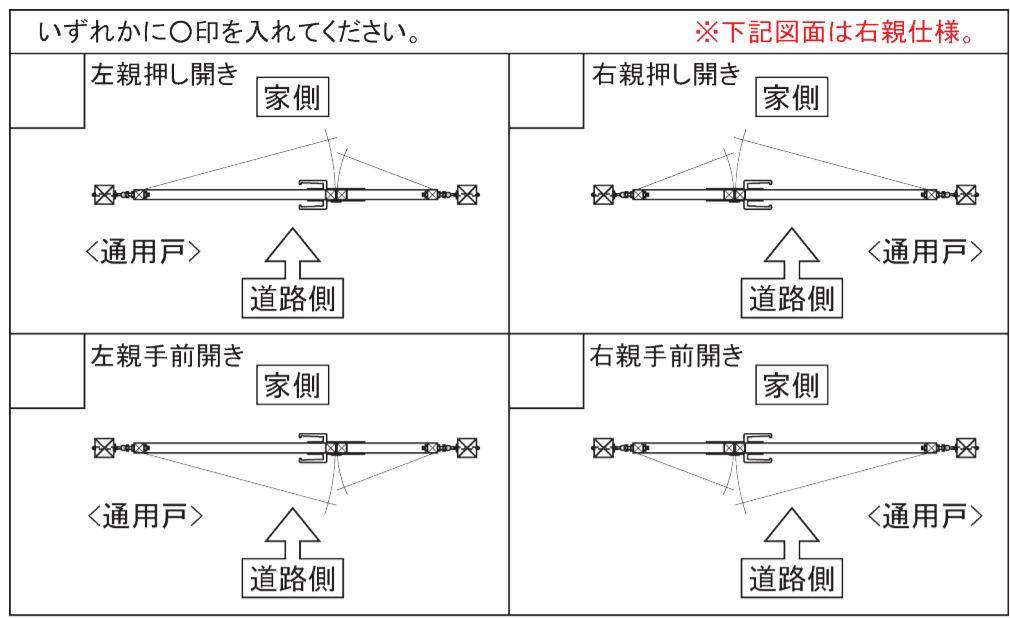 いずれかに〇印を入れてください。
※下記図面は右親仕様。
左親押し開き
家側
<通用戸>
道路側
右親押し開き
家側
<通用戸>
道路側
左親手前開き
家側
<通用戸>
道路側
右親手前開き
家側
<通用戸>
道路側